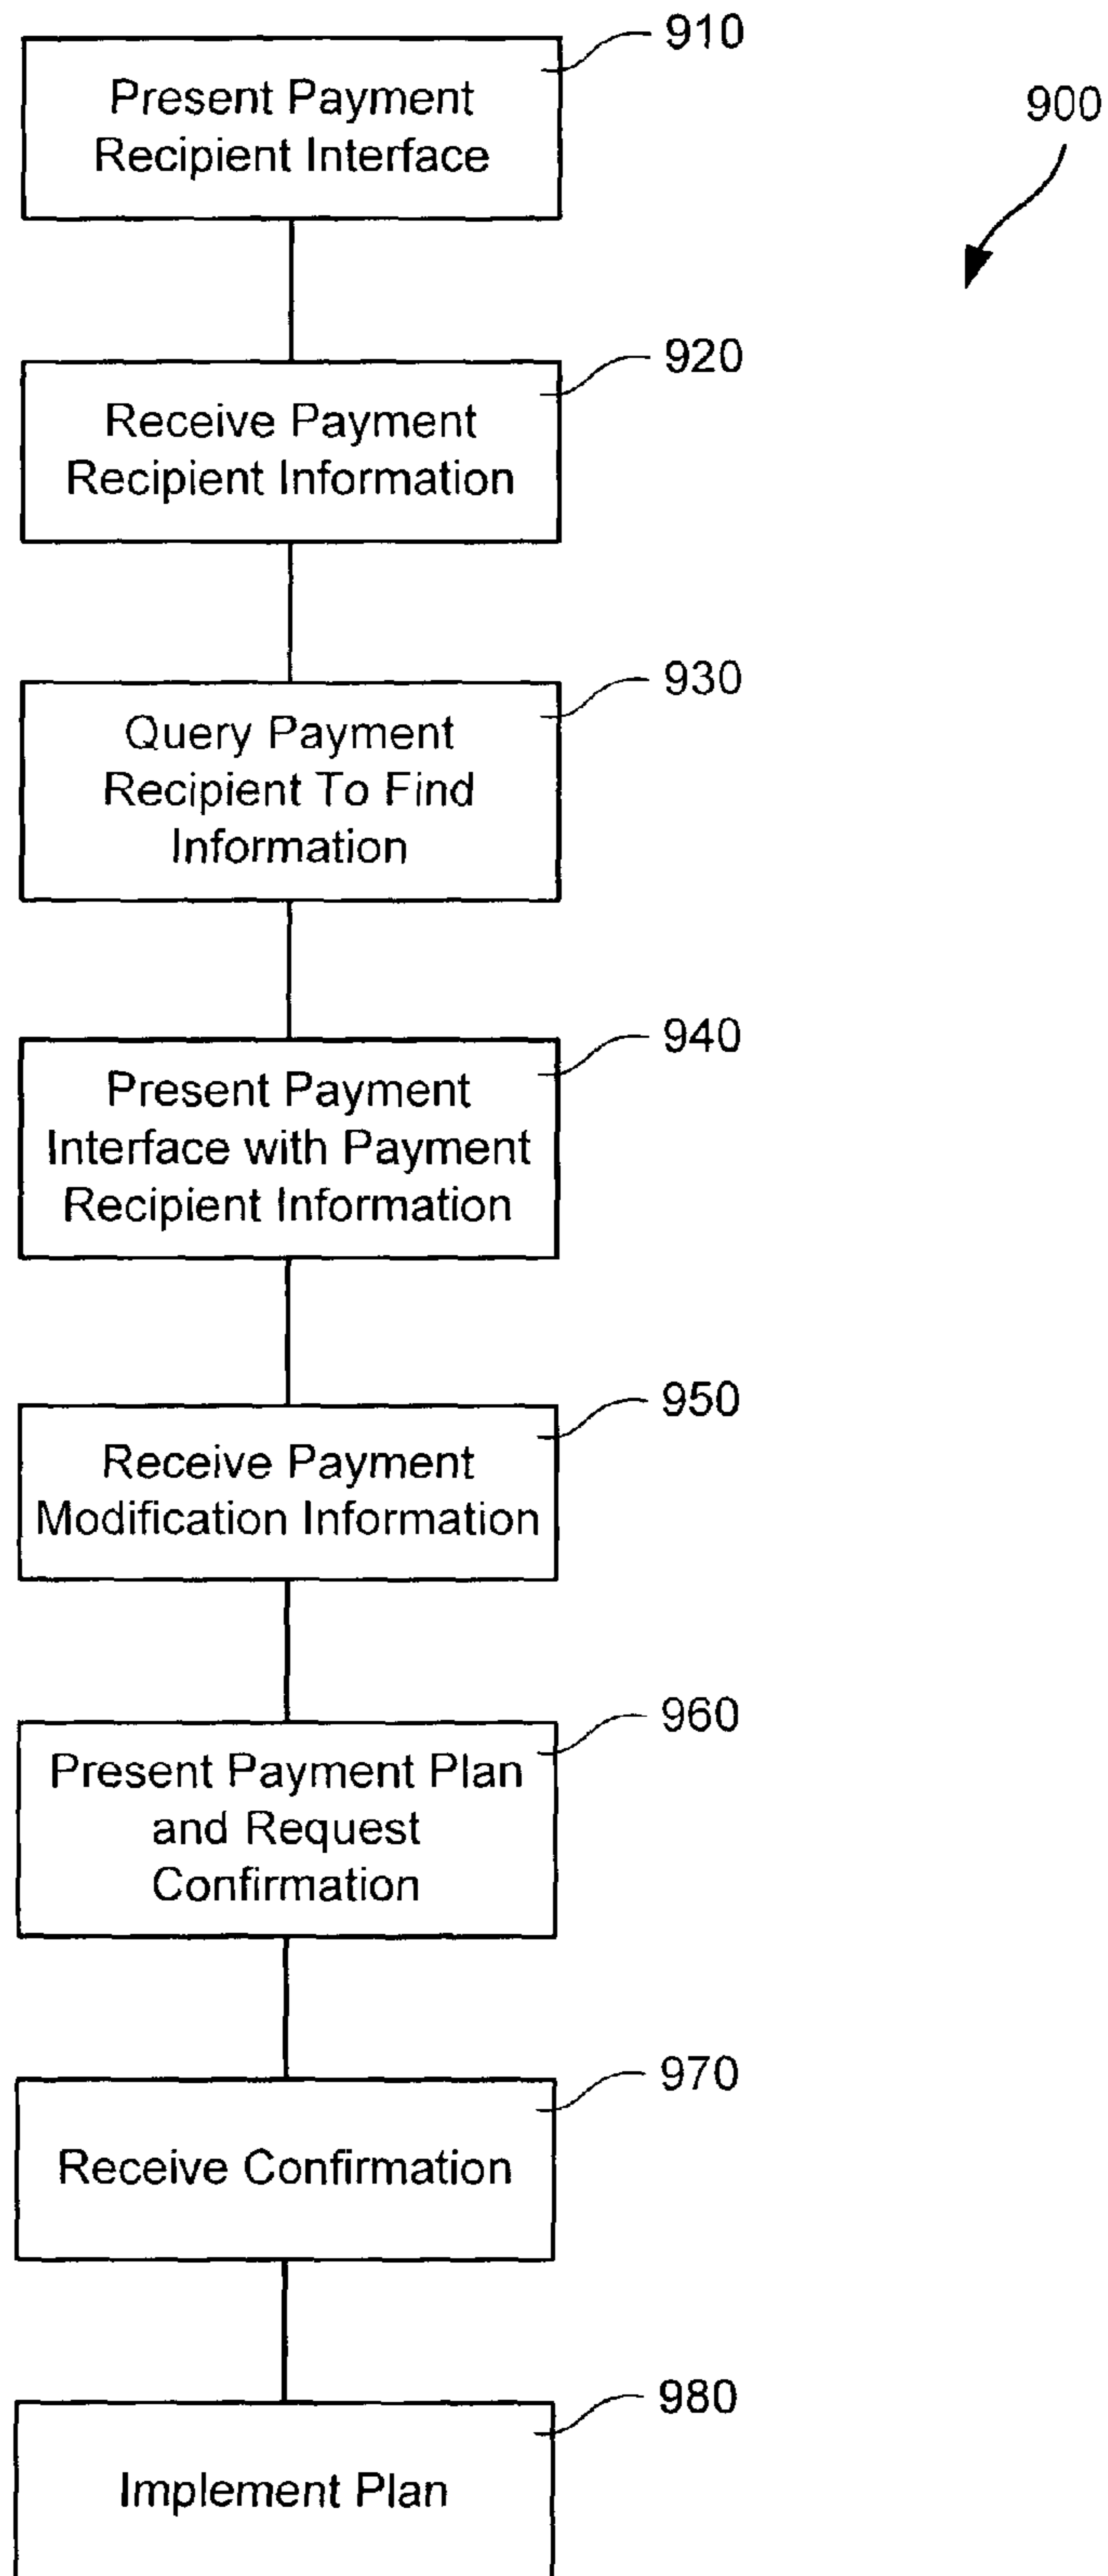 910
Present Payment
Recipient Interface
900
920
Receive Payment
Recipient Information
930
Query Payment
Recipient To Find
Information
940
Present Payment
Interface with Payment
Recipient Information
950
Receive Payment
Modification Information
960
Present Payment Plan
and Request
Confirmation
970
Receive Confirmation
980
Implement Plan